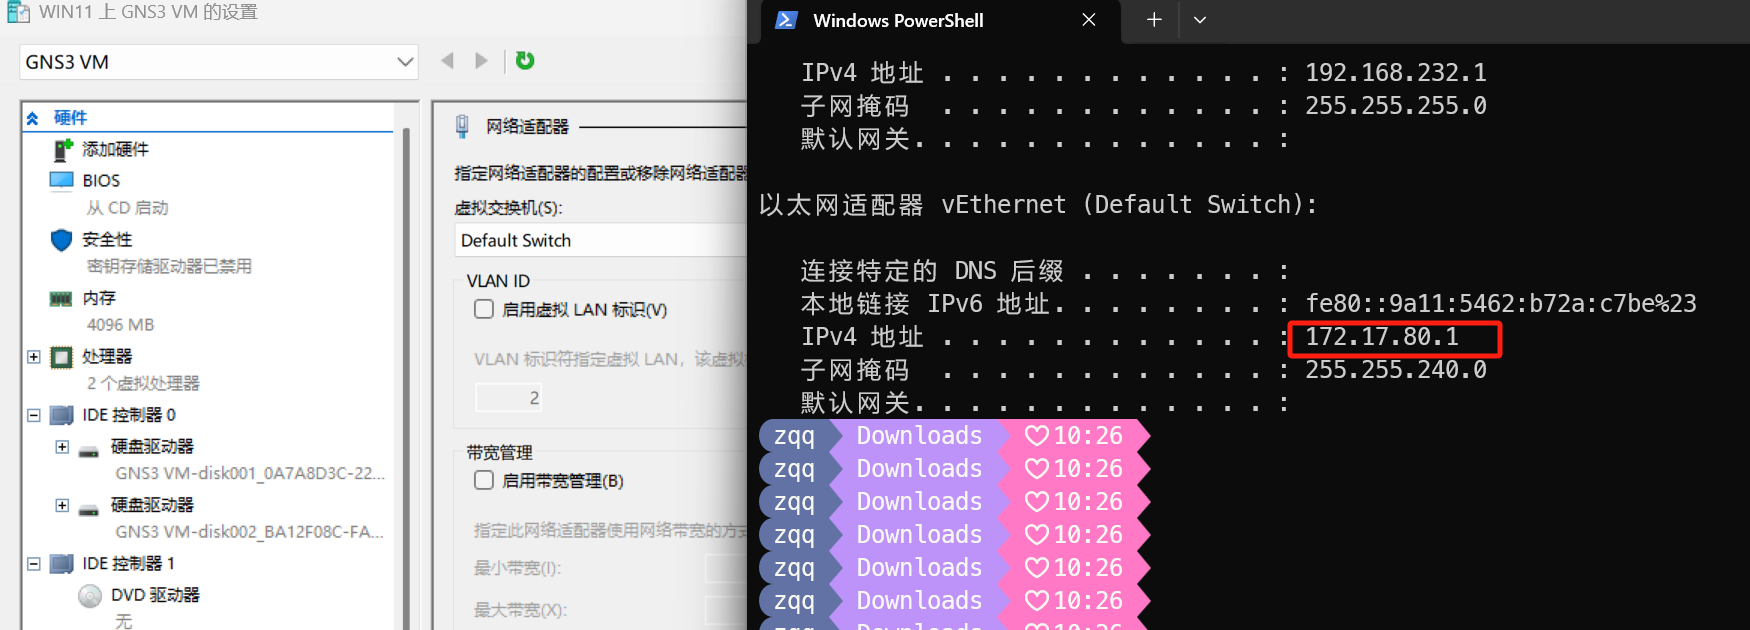 WIN11 上 GNS3 VM 的设置
GNS3 VM
硬件
添加硬件
BIOS
从 CD 启动
安全性
密钥存储驱动器已禁用
内存
4096 MB
处理器
2 个虚拟处理器
IDE 控制器 0
硬盘驱动器
GNS3 VM-disk001_0A7A8D3C-22...
硬盘驱动器
GNS3 VM-disk002_BA12F08C-FA...
IDE 控制器 1
DVD 驱动器
无
网络适配器
指定网络适配器的配置或移除网络适配器
虚拟交换机(S):
Default Switch
VLAN ID
启用虚拟 LAN 标识(V)
VLAN 标识符指定虚拟 LAN，该虚拟
2
带宽管理
启用带宽管理(B)
指定此网络适配器使用网络带宽的方式
最小带宽(I):
最大带宽(X):
Windows PowerShell
IPv4 地址 . . . . . . . . . . . . : 192.168.232.1
子网掩码 . . . . . . . . . . . . : 255.255.255.0
默认网关. . . . . . . . . . . . . :
以太网适配器 vEthernet (Default Switch):
连接特定的 DNS 后缀 . . . . . . . :
本地链接 IPv6 地址. . . . . . . . : fe80::9a11:5462:b72a:c7be%23
IPv4 地址 . . . . . . . . . . . . : 172.17.80.1
子网掩码 . . . . . . . . . . . . : 255.255.240.0
默认网关. . . . . . . . . . . . . :
zqq Downloads ♡10:26
zqq Downloads ♡10:26
zqq Downloads ♡10:26
zqq Downloads ♡10:26
zqq Downloads ♡10:26
zqq Downloads ♡10:26
zqq Downloads ♡10:26